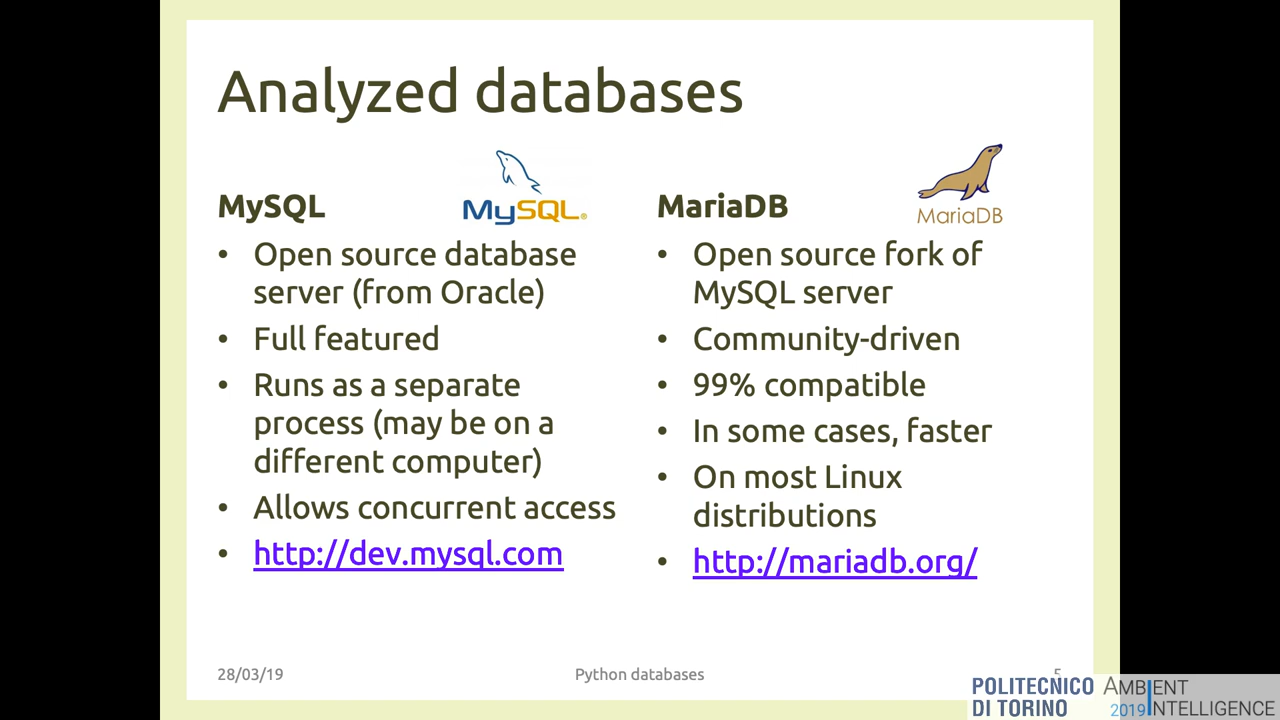 Analyzed databases
MySQL
MySQL®
• Open source database
server (from Oracle)
• Full featured
• Runs as a separate
process (may be on a
different computer)
• Allows concurrent access
• http://dev.mysql.com
MariaDB
MariaDB
• Open source fork of
MySQL server
• Community-driven
• 99% compatible
• In some cases, faster
• On most Linux
distributions
• http://mariadb.org/
28/03/19
Python databases
5
POLITECNICO
DI TORINO
AMBIENT
2019 INTELLIGENCE